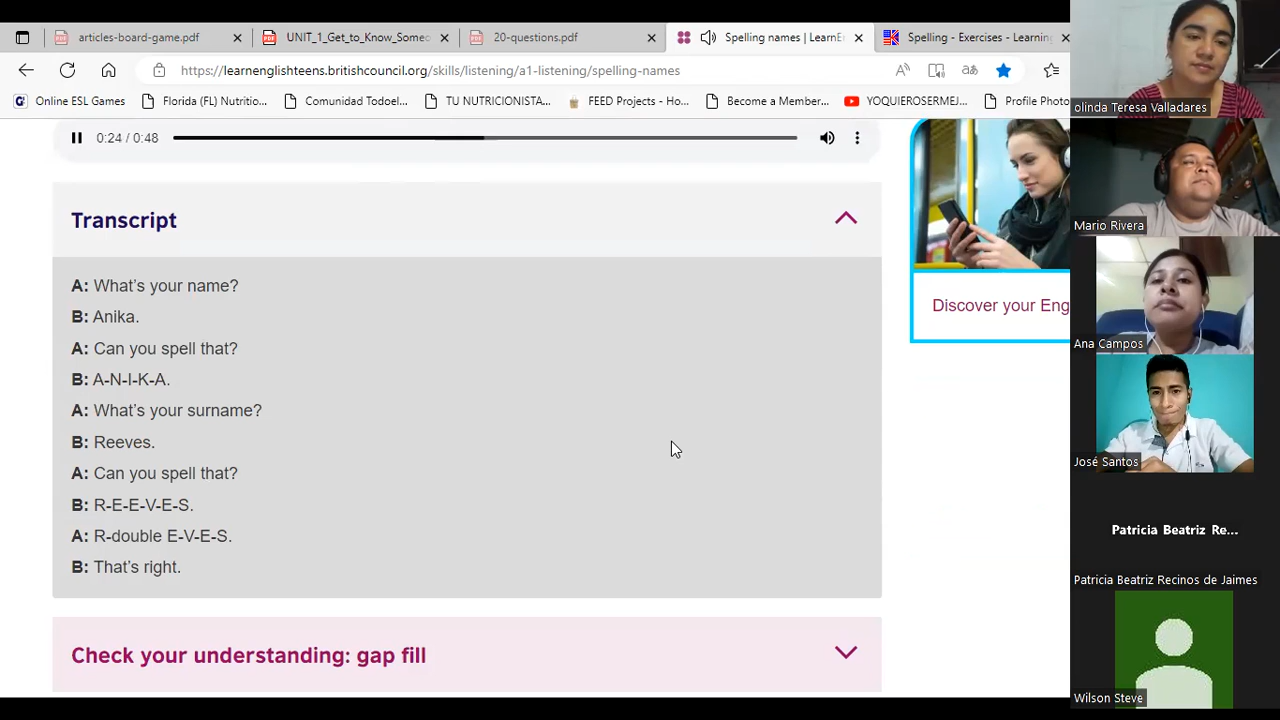 articles-board-game.pdf
UNIT_1_Get_to_Know_Someo
20-questions.pdf
Spelling names | LearnEn
Spelling - Exercises - Learning
https://learnenglishteens.britishcouncil.org/skills/listening/a1-listening/spelling-names
Online ESL Games
Florida (FL) Nutritio...
Comunidad Todoel...
TU NUTRICIONISTA...
FEED Projects - Ho...
Become a Member...
YOQUIEROSERMEJ...
Profile Photo
0:24 / 0:48
Transcript
A: What's your name?
B: Anika.
A: Can you spell that?
B: A-N-I-K-A.
A: What's your surname?
B: Reeves.
A: Can you spell that?
B: R-E-E-V-E-S.
A: R-double E-V-E-S.
B: That's right.
Check your understanding: gap fill
Discover your Eng
olinda Teresa Valladares
Mario Rivera
Ana Campos
José Santos
Patricia Beatriz Re...
Patricia Beatriz Recinos de Jaimes
Wilson Steve